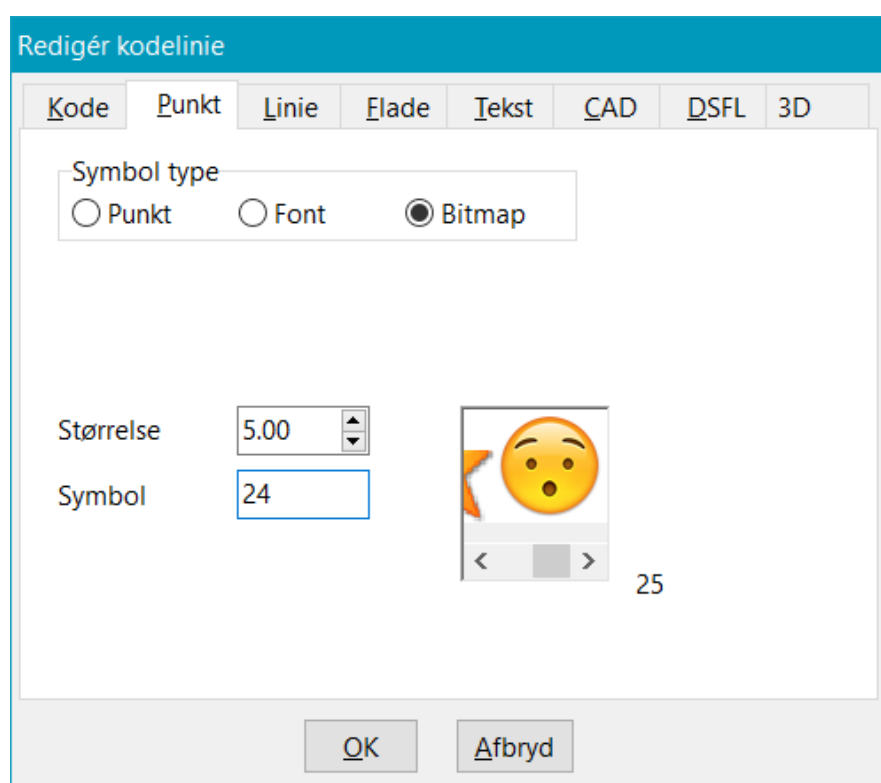 Redigér kodelinie
Kode Punkt Linie Flade Tekst CAD DSFL 3D
Symbol type
Punkt Font Bitmap
Størrelse 5.00
Symbol 24
25
OK Afbryd